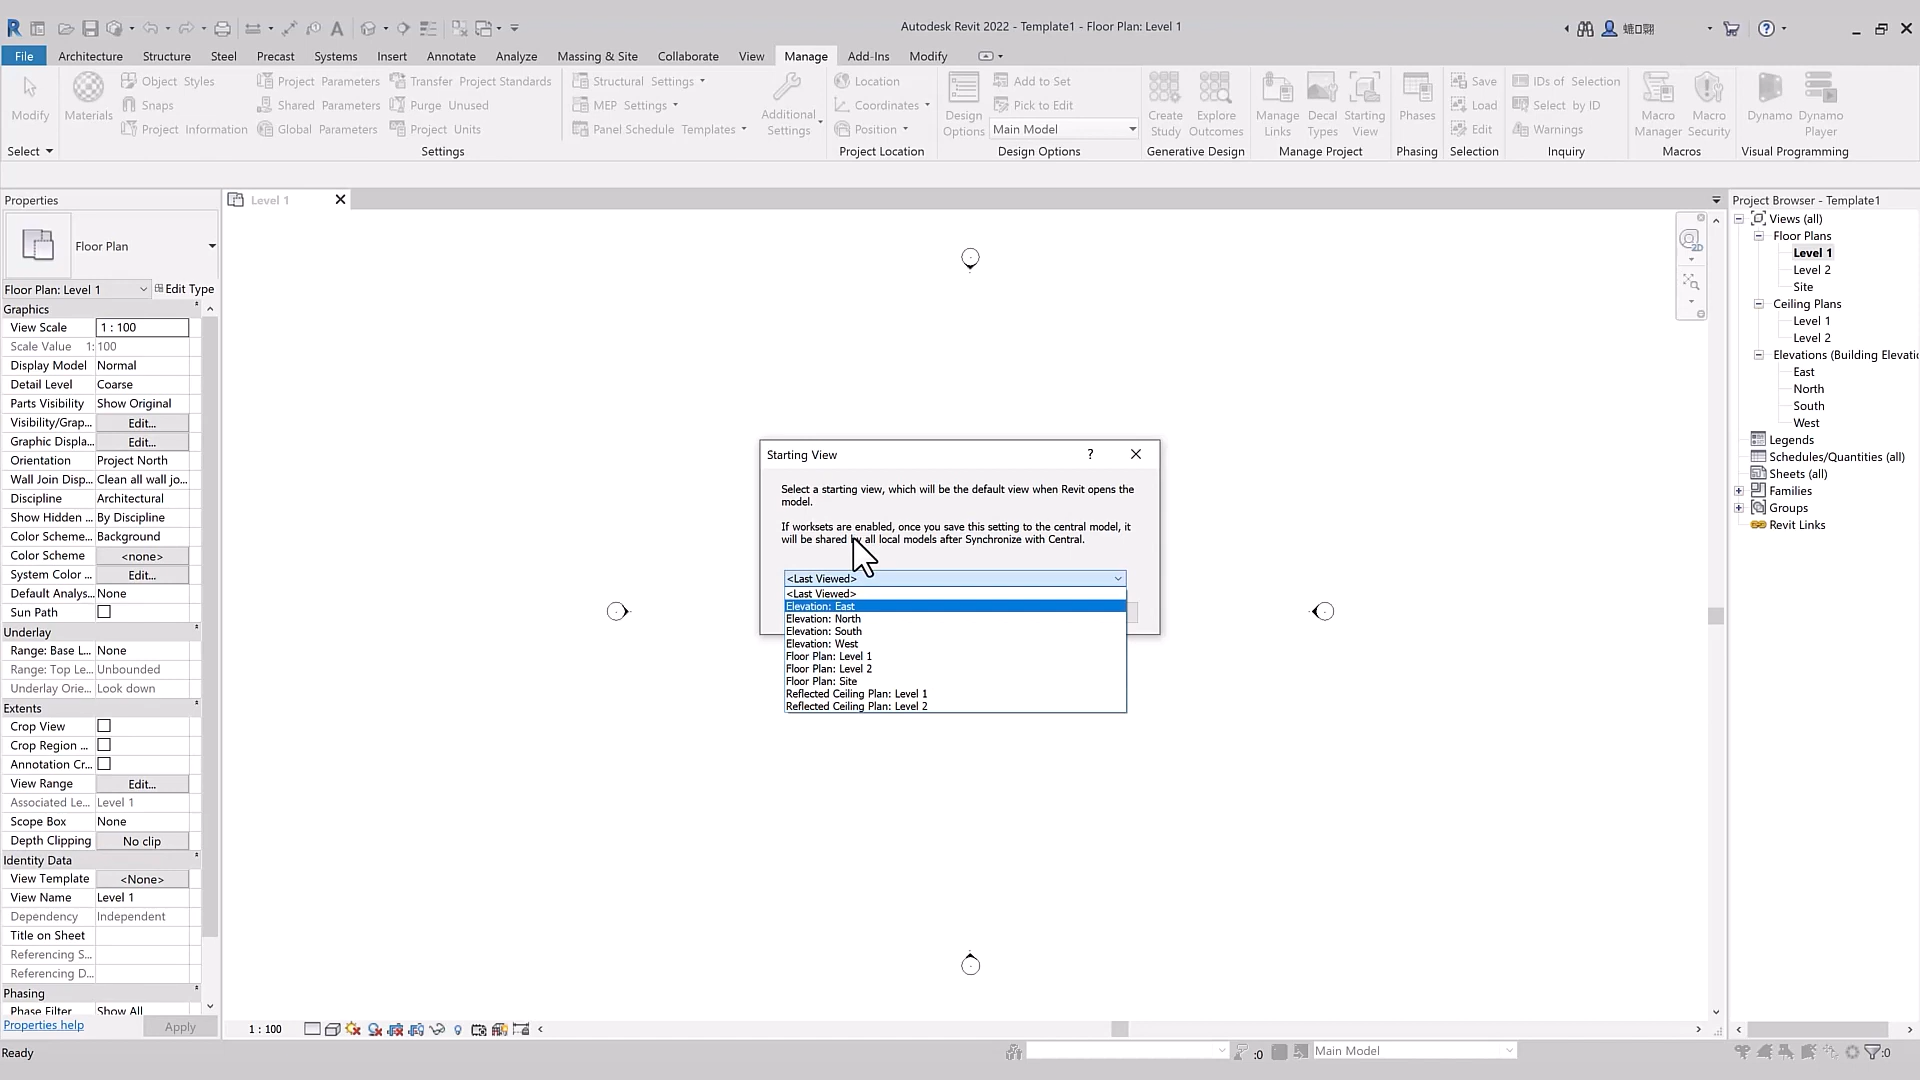 Autodesk Revit 2022 - Template1 - Floor Plan: Level 1
File Architecture Structure Steel Precast Systems Insert Annotate Analyze Massing & Site Collaborate View Manage Add-Ins Modify
Modify
Select
Materials
Object Styles
Snaps
Project Information
Project Parameters
Shared Parameters
Global Parameters
Transfer Project Standards
Purge Unused
Project Units
Structural Settings
MEP Settings
Panel Schedule Templates
Additional
Settings
Settings
Location
Coordinates
Position
Project Location
Design
Options
Add to Set
Pick to Edit
Main Model
Design Options
Create
Study
Explore
Outcomes
Generative Design
Manage
Links
Decal
Types
Starting
View
Manage Project
Phases
Phasing
Save
Load
Edit
Selection
IDs of Selection
Select by ID
Warnings
Inquiry
Macro
Manager
Macro
Security
Macros
Dynamo
Dynamo
Player
Visual Programming
Properties
Floor Plan
Floor Plan: Level 1 Edit Type
Graphics
View Scale 1 : 100
Scale Value 1: 100
Display Model Normal
Detail Level Coarse
Parts Visibility Show Original
Visibility/Grap... Edit...
Graphic Displa... Edit...
Orientation Project North
Wall Join Disp... Clean all wall jo...
Discipline Architectural
Show Hidden ... By Discipline
Color Scheme... Background
Color Scheme <none>
System Color ... Edit...
Default Analys... None
Sun Path
Underlay
Range: Base L... None
Range: Top Le... Unbounded
Underlay Orie... Look down
Extents
Crop View
Crop Region ...
Annotation Cr...
View Range Edit...
Associated Le... Level 1
Scope Box None
Depth Clipping No clip
Identity Data
View Template <None>
View Name Level 1
Dependency Independent
Title on Sheet
Referencing S...
Referencing D...
Phasing
Phase Filter Show All
Properties help Apply
Ready
Level 1
2D
Starting View ?
Select a starting view, which will be the default view when Revit opens the
model.
If worksets are enabled, once you save this setting to the central model, it
will be shared by all local models after Synchronize with Central.
<Last Viewed>
<Last Viewed>
Elevation: East
Elevation: North
Elevation: South
Elevation: West
Floor Plan: Level 1
Floor Plan: Level 2
Floor Plan: Site
Reflected Ceiling Plan: Level 1
Reflected Ceiling Plan: Level 2
1 : 100
:0
Main Model
:0
Project Browser - Template1
Views (all)
Floor Plans
Level 1
Level 2
Site
Ceiling Plans
Level 1
Level 2
Elevations (Building Elevatio
East
North
South
West
Legends
Schedules/Quantities (all)
Sheets (all)
Families
Groups
Revit Links